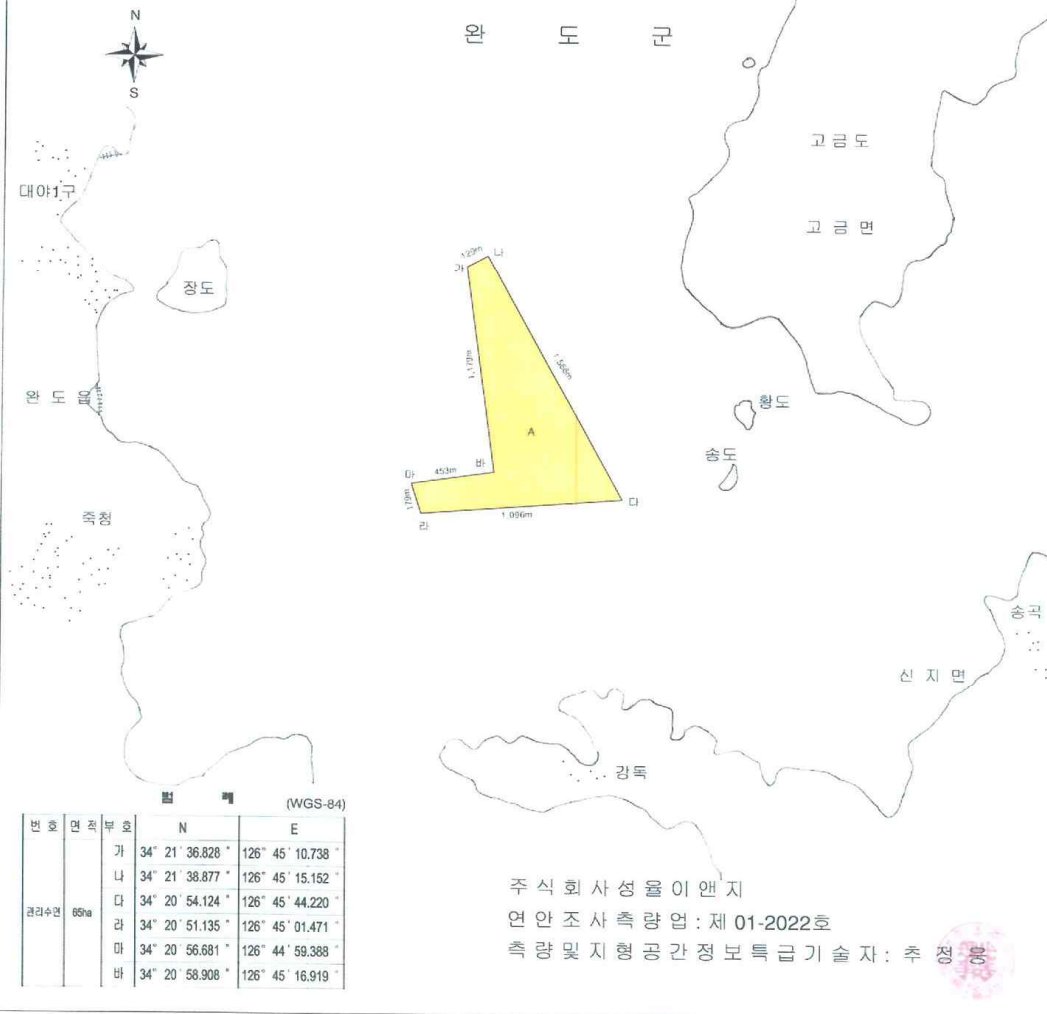 N
S
완 도 군
고금도
대야1구
고 금 면
장도
129m
나
가
1,179m
1,566m
완 도 읍
황도
A
송도
바
453m
마
179m
다
1,096m
라
죽청
송곡
신 지 면
강독
범 례
(WGS-84)
번 호 면 적 부 호 N E
관리수면 65ha
가 34° 21' 36.828" 126° 45' 10.738"
나 34° 21' 38.877" 126° 45' 15.152"
다 34° 20' 54.124" 126° 45' 44.220"
라 34° 20' 51.135" 126° 45' 01.471"
마 34° 20' 56.681" 126° 44' 59.388"
바 34° 20' 58.908" 126° 45' 16.919"
주식회사성율이앤지
연안조사측량업 : 제 01-2022호
측량및지형공간정보특급기술자 : 추 정 웅